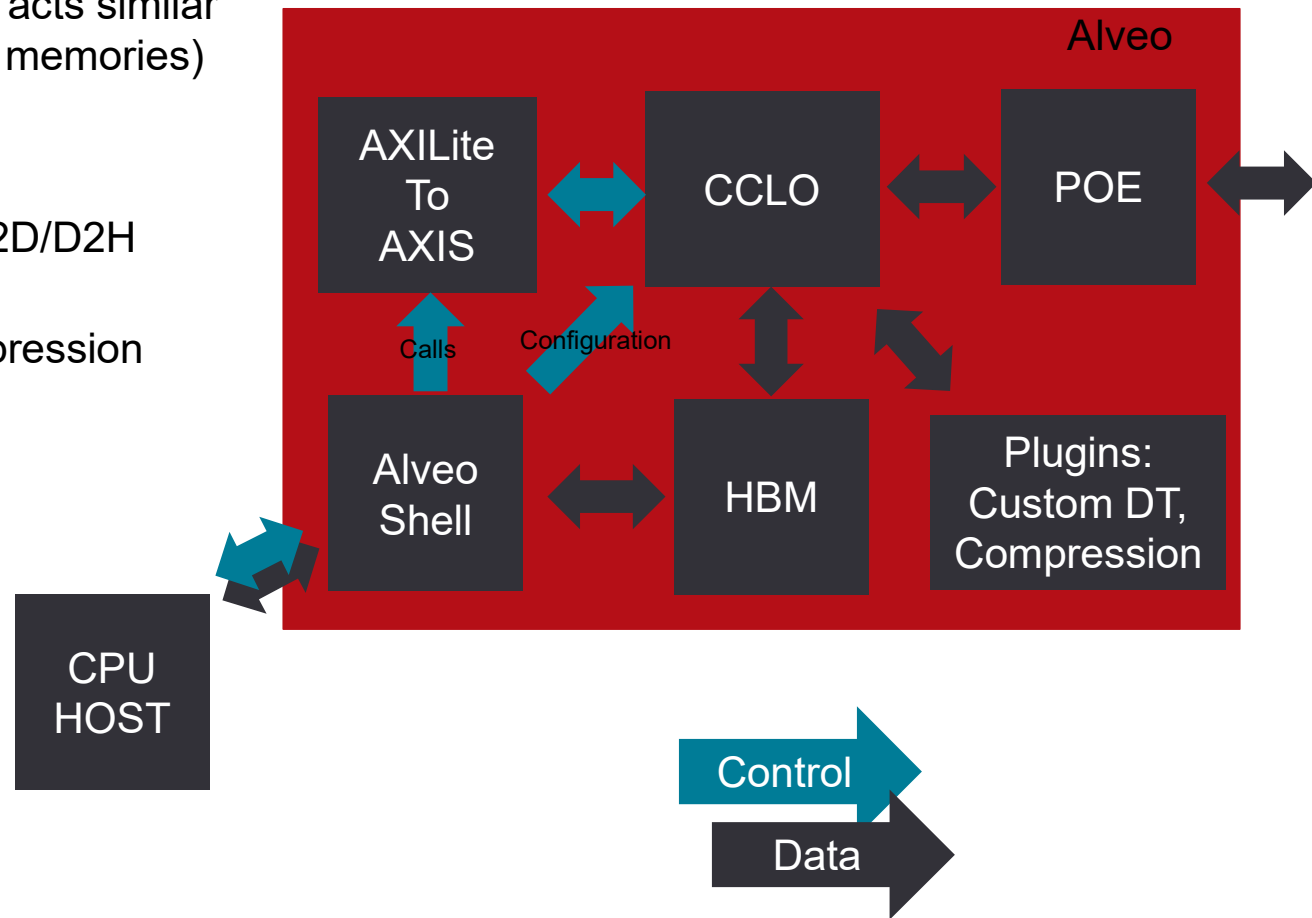 acts similar
memories)
2D/D2H
pression
Alveo
AXILite
To
AXIS
CCLO
POE
Calls
Configuration
Alveo
Shell
HBM
Plugins:
Custom DT,
Compression
CPU
HOST
Control
Data